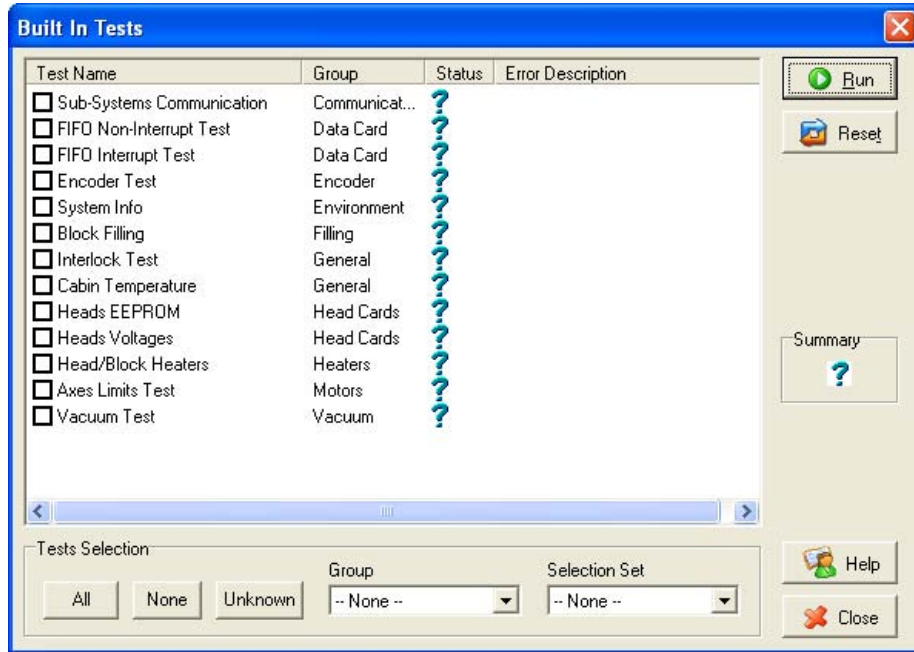 Built In Tests
Test Name Group Status Error Description
Sub-Systems Communication Communicat... ?
FIFO Non-Interrupt Test Data Card ?
FIFO Interrupt Test Data Card ?
Encoder Test Encoder ?
System Info Environment ?
Block Filling Filling ?
Interlock Test General ?
Cabin Temperature General ?
Heads EEPROM Head Cards ?
Heads Voltages Head Cards ?
Head/Block Heaters Heaters ?
Axes Limits Test Motors ?
Vacuum Test Vacuum ?
Run
Reset
Summary
?
Tests Selection
All None Unknown
Group
-- None --
Selection Set
-- None --
Help
Close